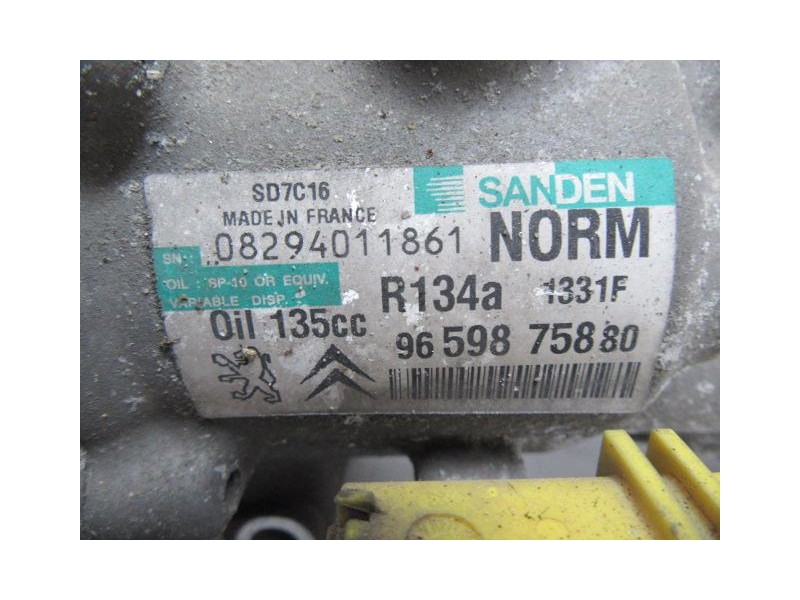 SD7C16
SANDEN
MADE IN FRANCE
SN: 08294011861 NORM
OIL : SP-10 OR EQUIV.
VARIABLE DISP.
R134a 1331F
Oil 135cc
96 598 758 80